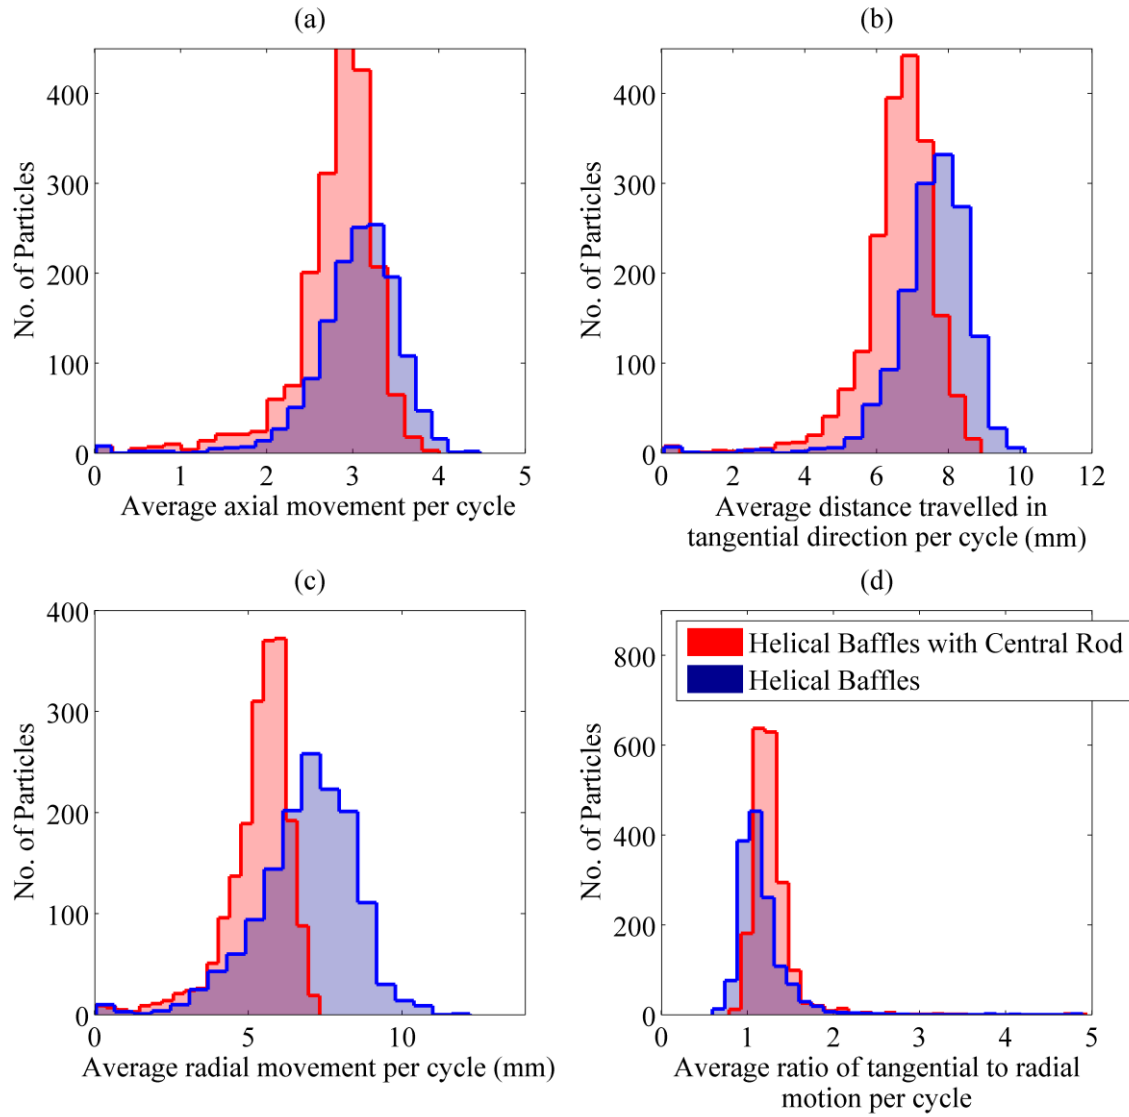 (a)
400
300
200
100
0
No. of Particles
0 1 2 3 4 5
Average axial movement per cycle
(b)
400
300
200
100
0
No. of Particles
0 2 4 6 8 10 12
Average distance travelled in
tangential direction per cycle (mm)
(c)
400
300
200
100
0
No. of Particles
0 5 10
Average radial movement per cycle (mm)
(d)
800
600
400
200
0
No. of Particles
Helical Baffles with Central Rod
Helical Baffles
0 1 2 3 4 5
Average ratio of tangential to radial
motion per cycle